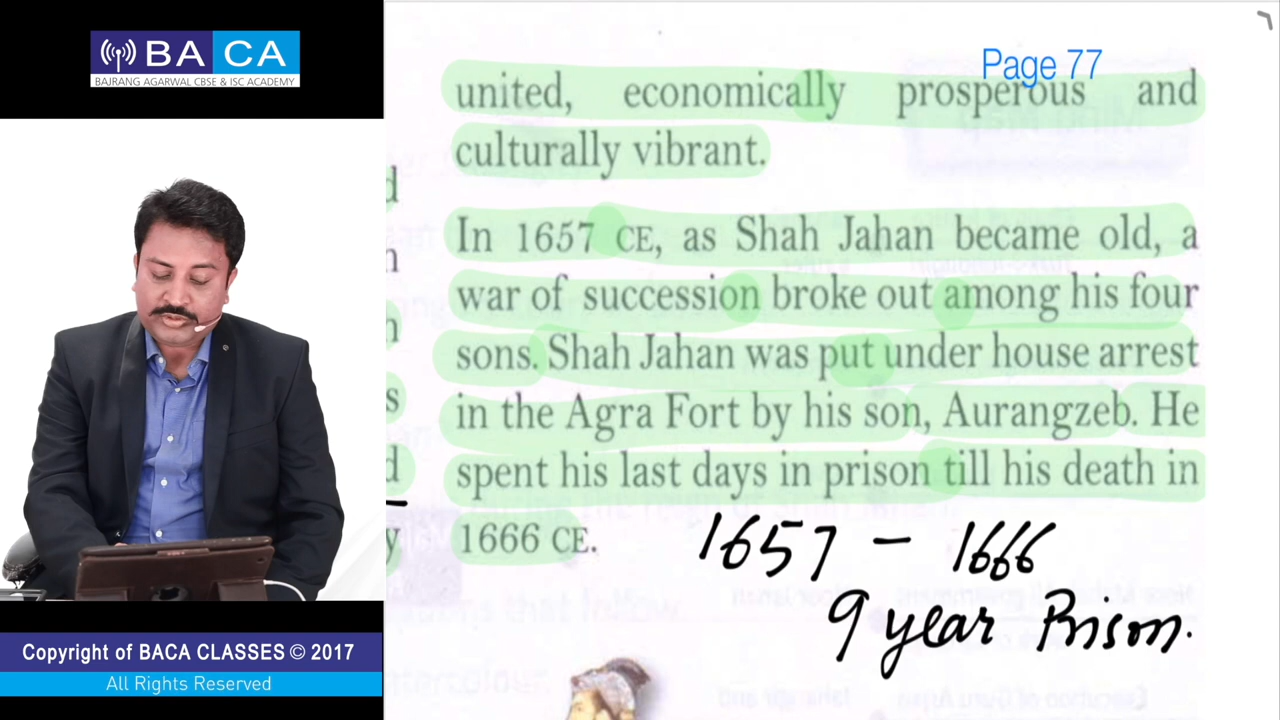 BACA
BAJRANG AGARWAL CBSE & ISC ACADEMY
Page 77
united, economically prosperous and
culturally vibrant.
In 1657 CE, as Shah Jahan became old, a
war of succession broke out among his four
sons. Shah Jahan was put under house arrest
in the Agra Fort by his son, Aurangzeb. He
spent his last days in prison till his death in
1666 CE.
1657 - 1666
9 year Prison.
Copyright of BACA CLASSES © 2017
All Rights Reserved